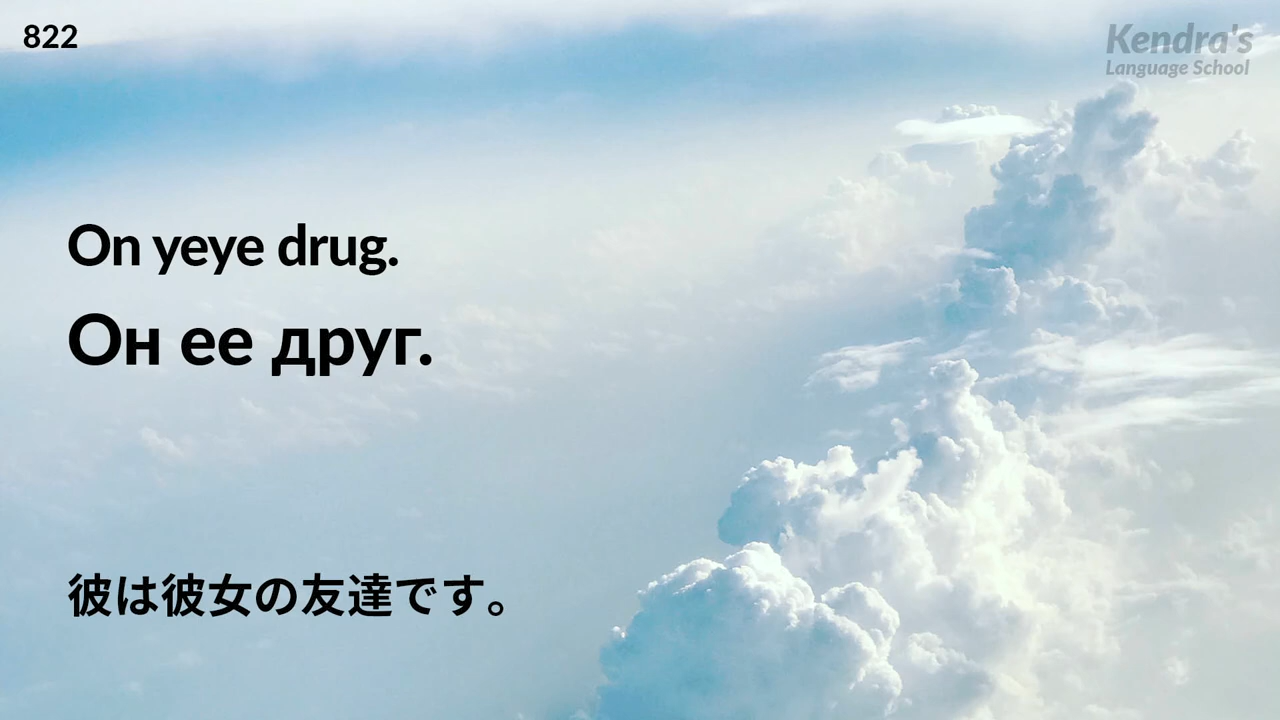 822
Kendra's
Language School
On yeye drug.
Он ее друг.
彼は彼女の友達です。